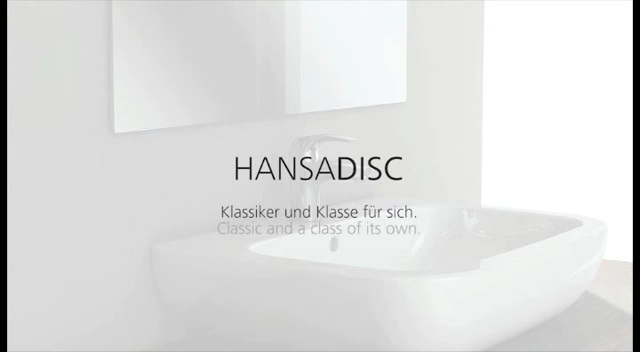 HANSADISC
Klassiker und Klasse für sich.
Classic and a class of its own.